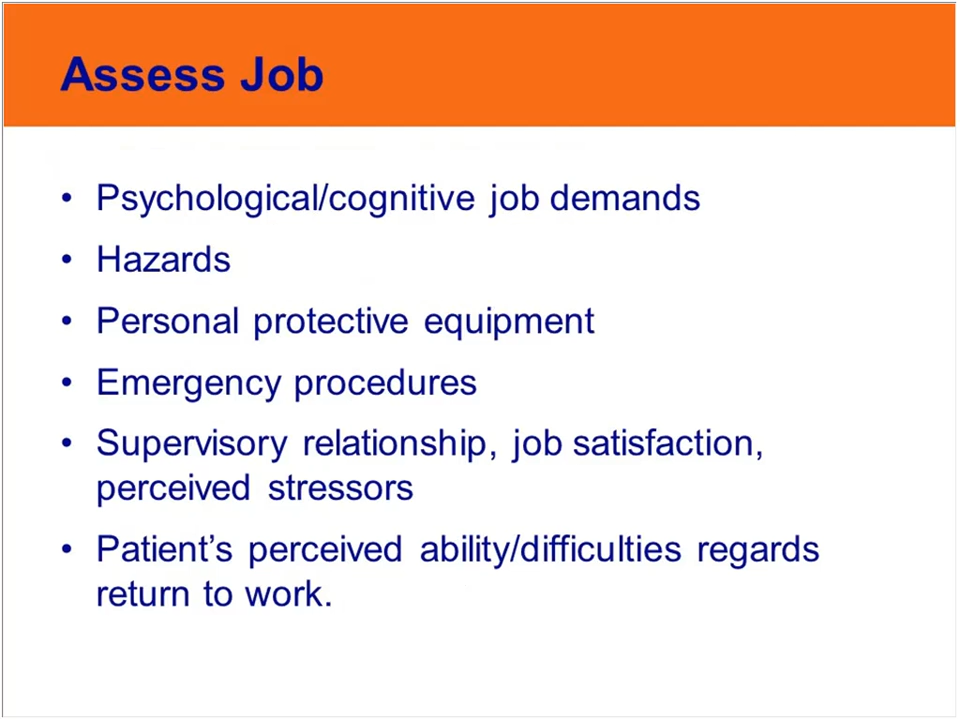 Assess Job
• Psychological/cognitive job demands
• Hazards
• Personal protective equipment
• Emergency procedures
• Supervisory relationship, job satisfaction,
perceived stressors
• Patient’s perceived ability/difficulties regards
return to work.